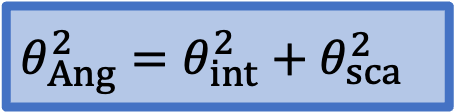 θ²_Ang = θ²_int + θ²_sca